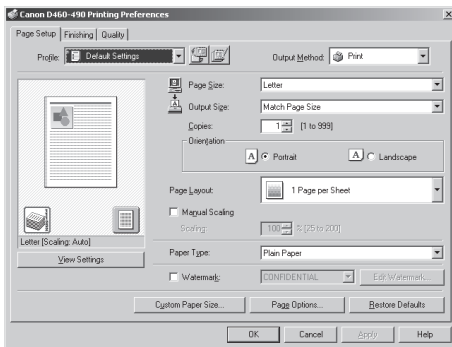 Canon D460-490 Printing Preferences
Page Setup Finishing Quality
Profile: Default Settings Output Method: Print
Page Size: Letter
Output Size: Match Page Size
Copies: 1 [1 to 999]
Orientation
A Portrait A Landscape
Page Layout: 1 Page per Sheet
Manual Scaling
Scaling: 100 % [25 to 200]
Letter [Scaling: Auto]
View Settings
Paper Type: Plain Paper
Watermark: CONFIDENTIAL Edit Watermark...
Custom Paper Size... Page Options... Restore Defaults
OK Cancel Apply Help